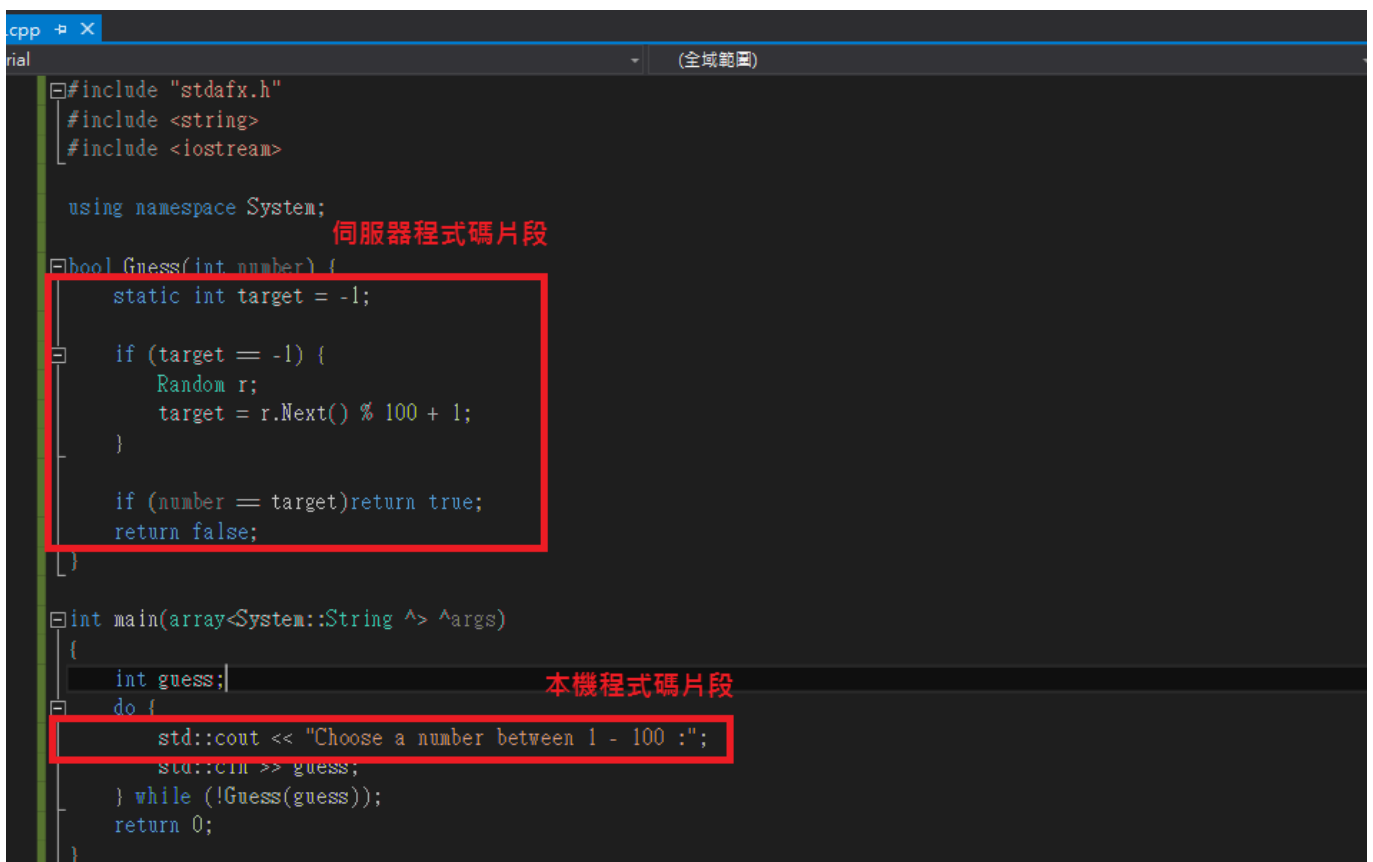 .cpp
rial (全域範圍)
#include "stdafx.h"
#include <string>
#include <iostream>
using namespace System;
伺服器程式碼片段
bool Guess(int number) {
static int target = -1;
if (target == -1) {
Random r;
target = r.Next() % 100 + 1;
}
if (number == target)return true;
return false;
}
int main(array<System::String ^> ^args)
{
int guess;
本機程式碼片段
do {
std::cout << "Choose a number between 1 - 100 :";
std::cin >> guess;
} while (!Guess(guess));
return 0;
}